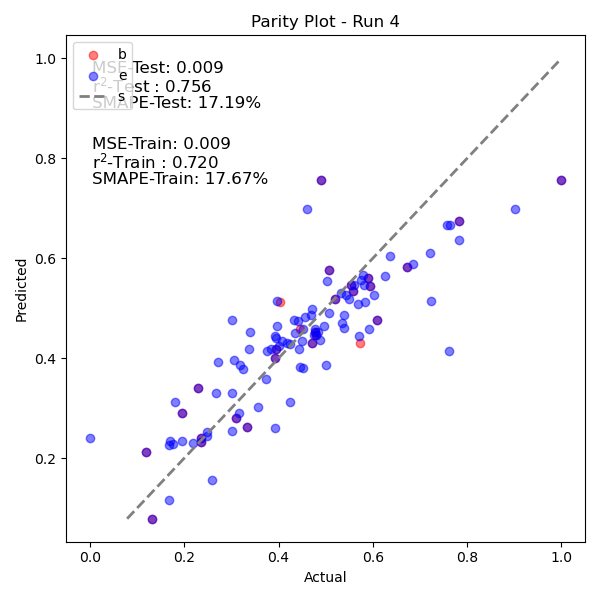 Parity Plot - Run 4
b
e
s
MSE-Test: 0.009
r²-Test : 0.756
SMAPE-Test: 17.19%
MSE-Train: 0.009
r²-Train : 0.720
SMAPE-Train: 17.67%
Predicted
1.0
0.8
0.6
0.4
0.2
0.0 0.2 0.4 0.6 0.8 1.0
Actual